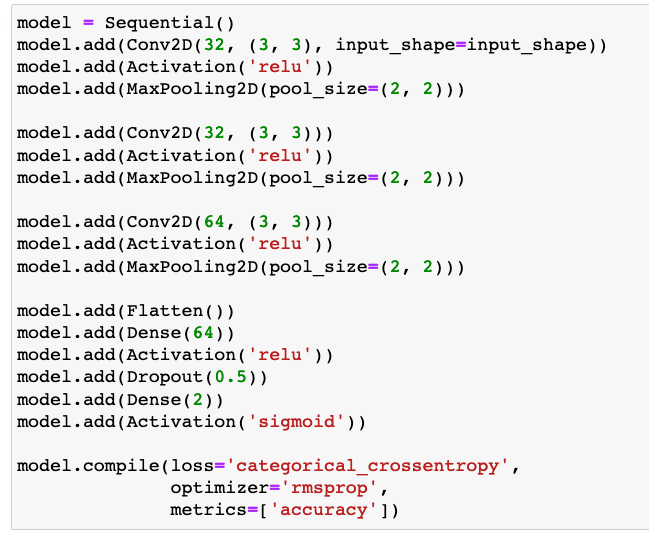 model = Sequential()
model.add(Conv2D(32, (3, 3), input_shape=input_shape))
model.add(Activation('relu'))
model.add(MaxPooling2D(pool_size=(2, 2)))

model.add(Conv2D(32, (3, 3)))
model.add(Activation('relu'))
model.add(MaxPooling2D(pool_size=(2, 2)))

model.add(Conv2D(64, (3, 3)))
model.add(Activation('relu'))
model.add(MaxPooling2D(pool_size=(2, 2)))

model.add(Flatten())
model.add(Dense(64))
model.add(Activation('relu'))
model.add(Dropout(0.5))
model.add(Dense(2))
model.add(Activation('sigmoid'))

model.compile(loss='categorical_crossentropy',
              optimizer='rmsprop',
              metrics=['accuracy'])